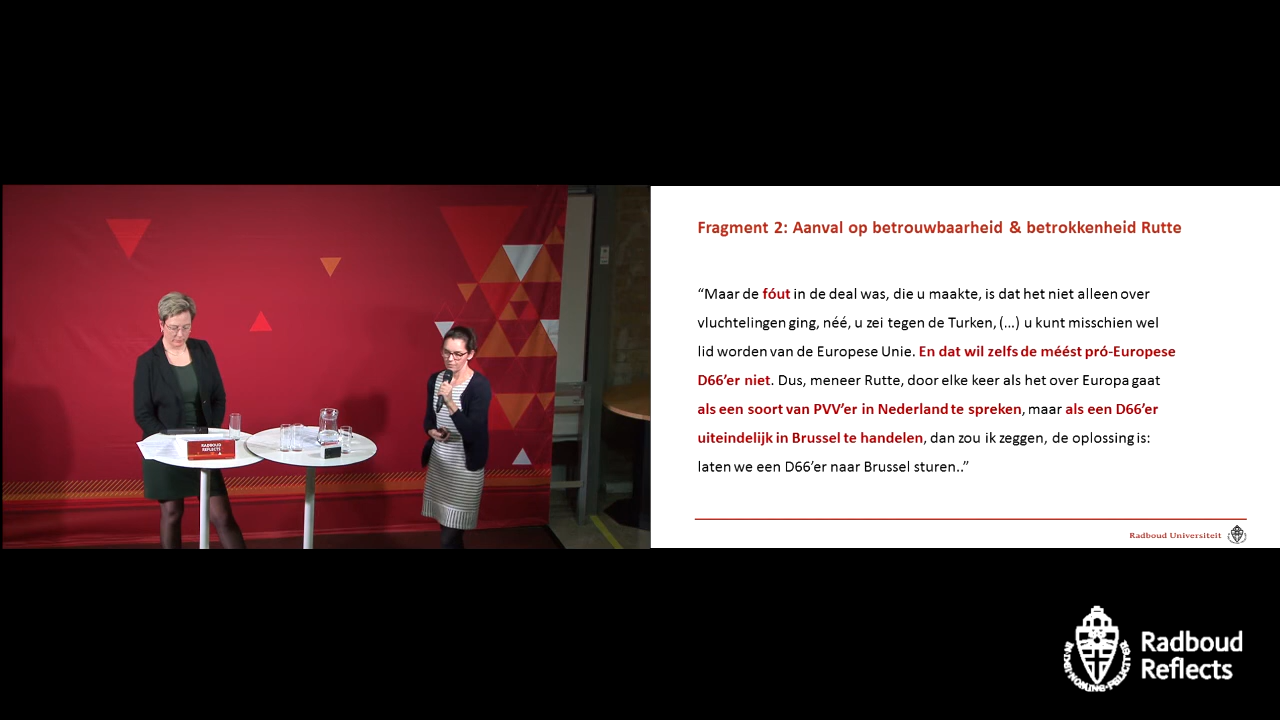 Fragment 2: Aanval op betrouwbaarheid & betrokkenheid Rutte
“Maar de fóut in de deal was, die u maakte, is dat het niet alleen over
vluchtelingen ging, néé, u zei tegen de Turken, (...) u kunt misschien wel
lid worden van de Europese Unie. En dat wil zelfs de méést pró-Europese
D66’er niet. Dus, meneer Rutte, door elke keer als het over Europa gaat
als een soort van PVV’er in Nederland te spreken, maar als een D66’er
uiteindelijk in Brussel te handelen, dan zou ik zeggen, de oplossing is:
laten we een D66’er naar Brussel sturen..”
Radboud Universiteit
RADBOUD
REFLECTS
Radboud
Reflects